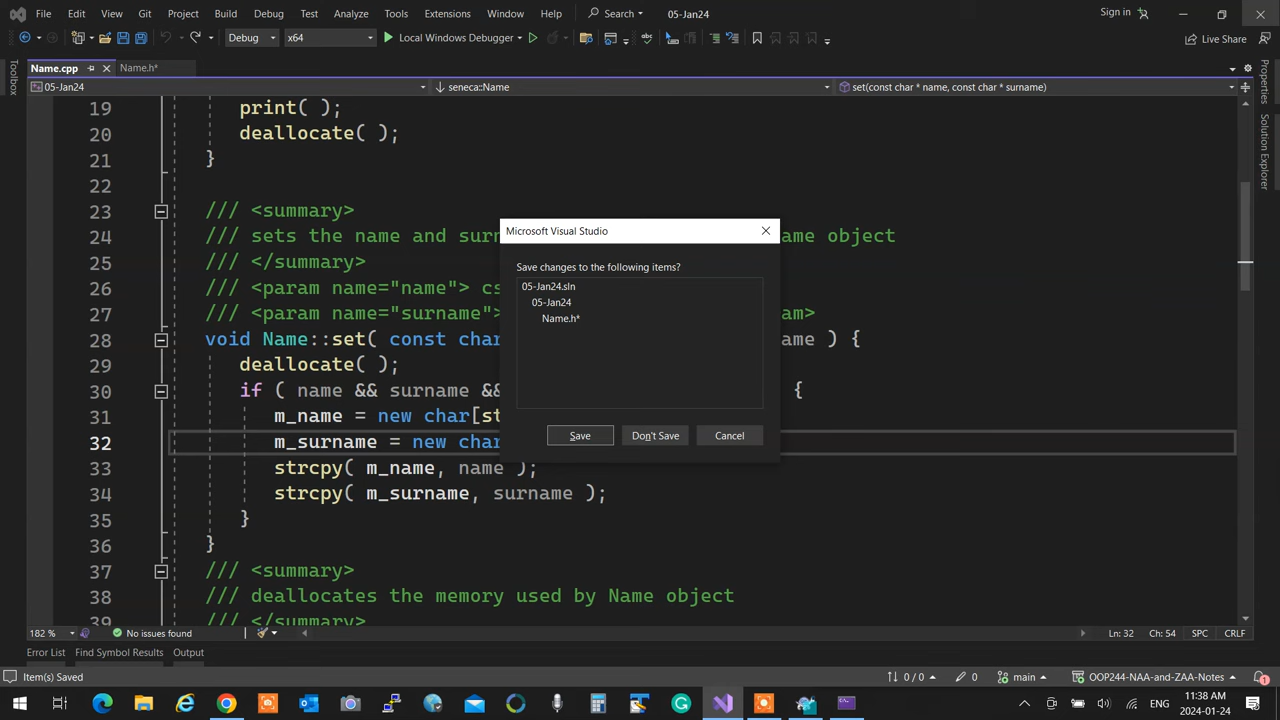 File Edit View Git Project Build Debug Test Analyze Tools Extensions Window Help Search 05-Jan24 Sign in
Debug x64 Local Windows Debugger Live Share
Name.cpp Name.h*
Toolbox
05-Jan24 seneca::Name set(const char * name, const char * surname)
Properties
Solution Explorer
19 print( );
20 deallocate( );
21 }
22
23 /// <summary>
24 /// sets the name and surn ame object
25 /// </summary>
26 /// <param name="name"> cs
27 /// <param name="surname"> am>
28 void Name::set( const char ame ) {
29 deallocate( );
30 if ( name && surname && {
31 m_name = new char[st
32 m_surname = new char
33 strcpy( m_name, name );
34 strcpy( m_surname, surname );
35 }
36 }
37 /// <summary>
38 /// deallocates the memory used by Name object
39 /// </summary>
Microsoft Visual Studio
Save changes to the following items?
05-Jan24.sln
05-Jan24
Name.h*
Save Don't Save Cancel
182 % No issues found Ln: 32 Ch: 54 SPC CRLF
Error List Find Symbol Results Output
Item(s) Saved 0 / 0 0 main OOP244-NAA-and-ZAA-Notes 1
ENG 11:38 AM
2024-01-24